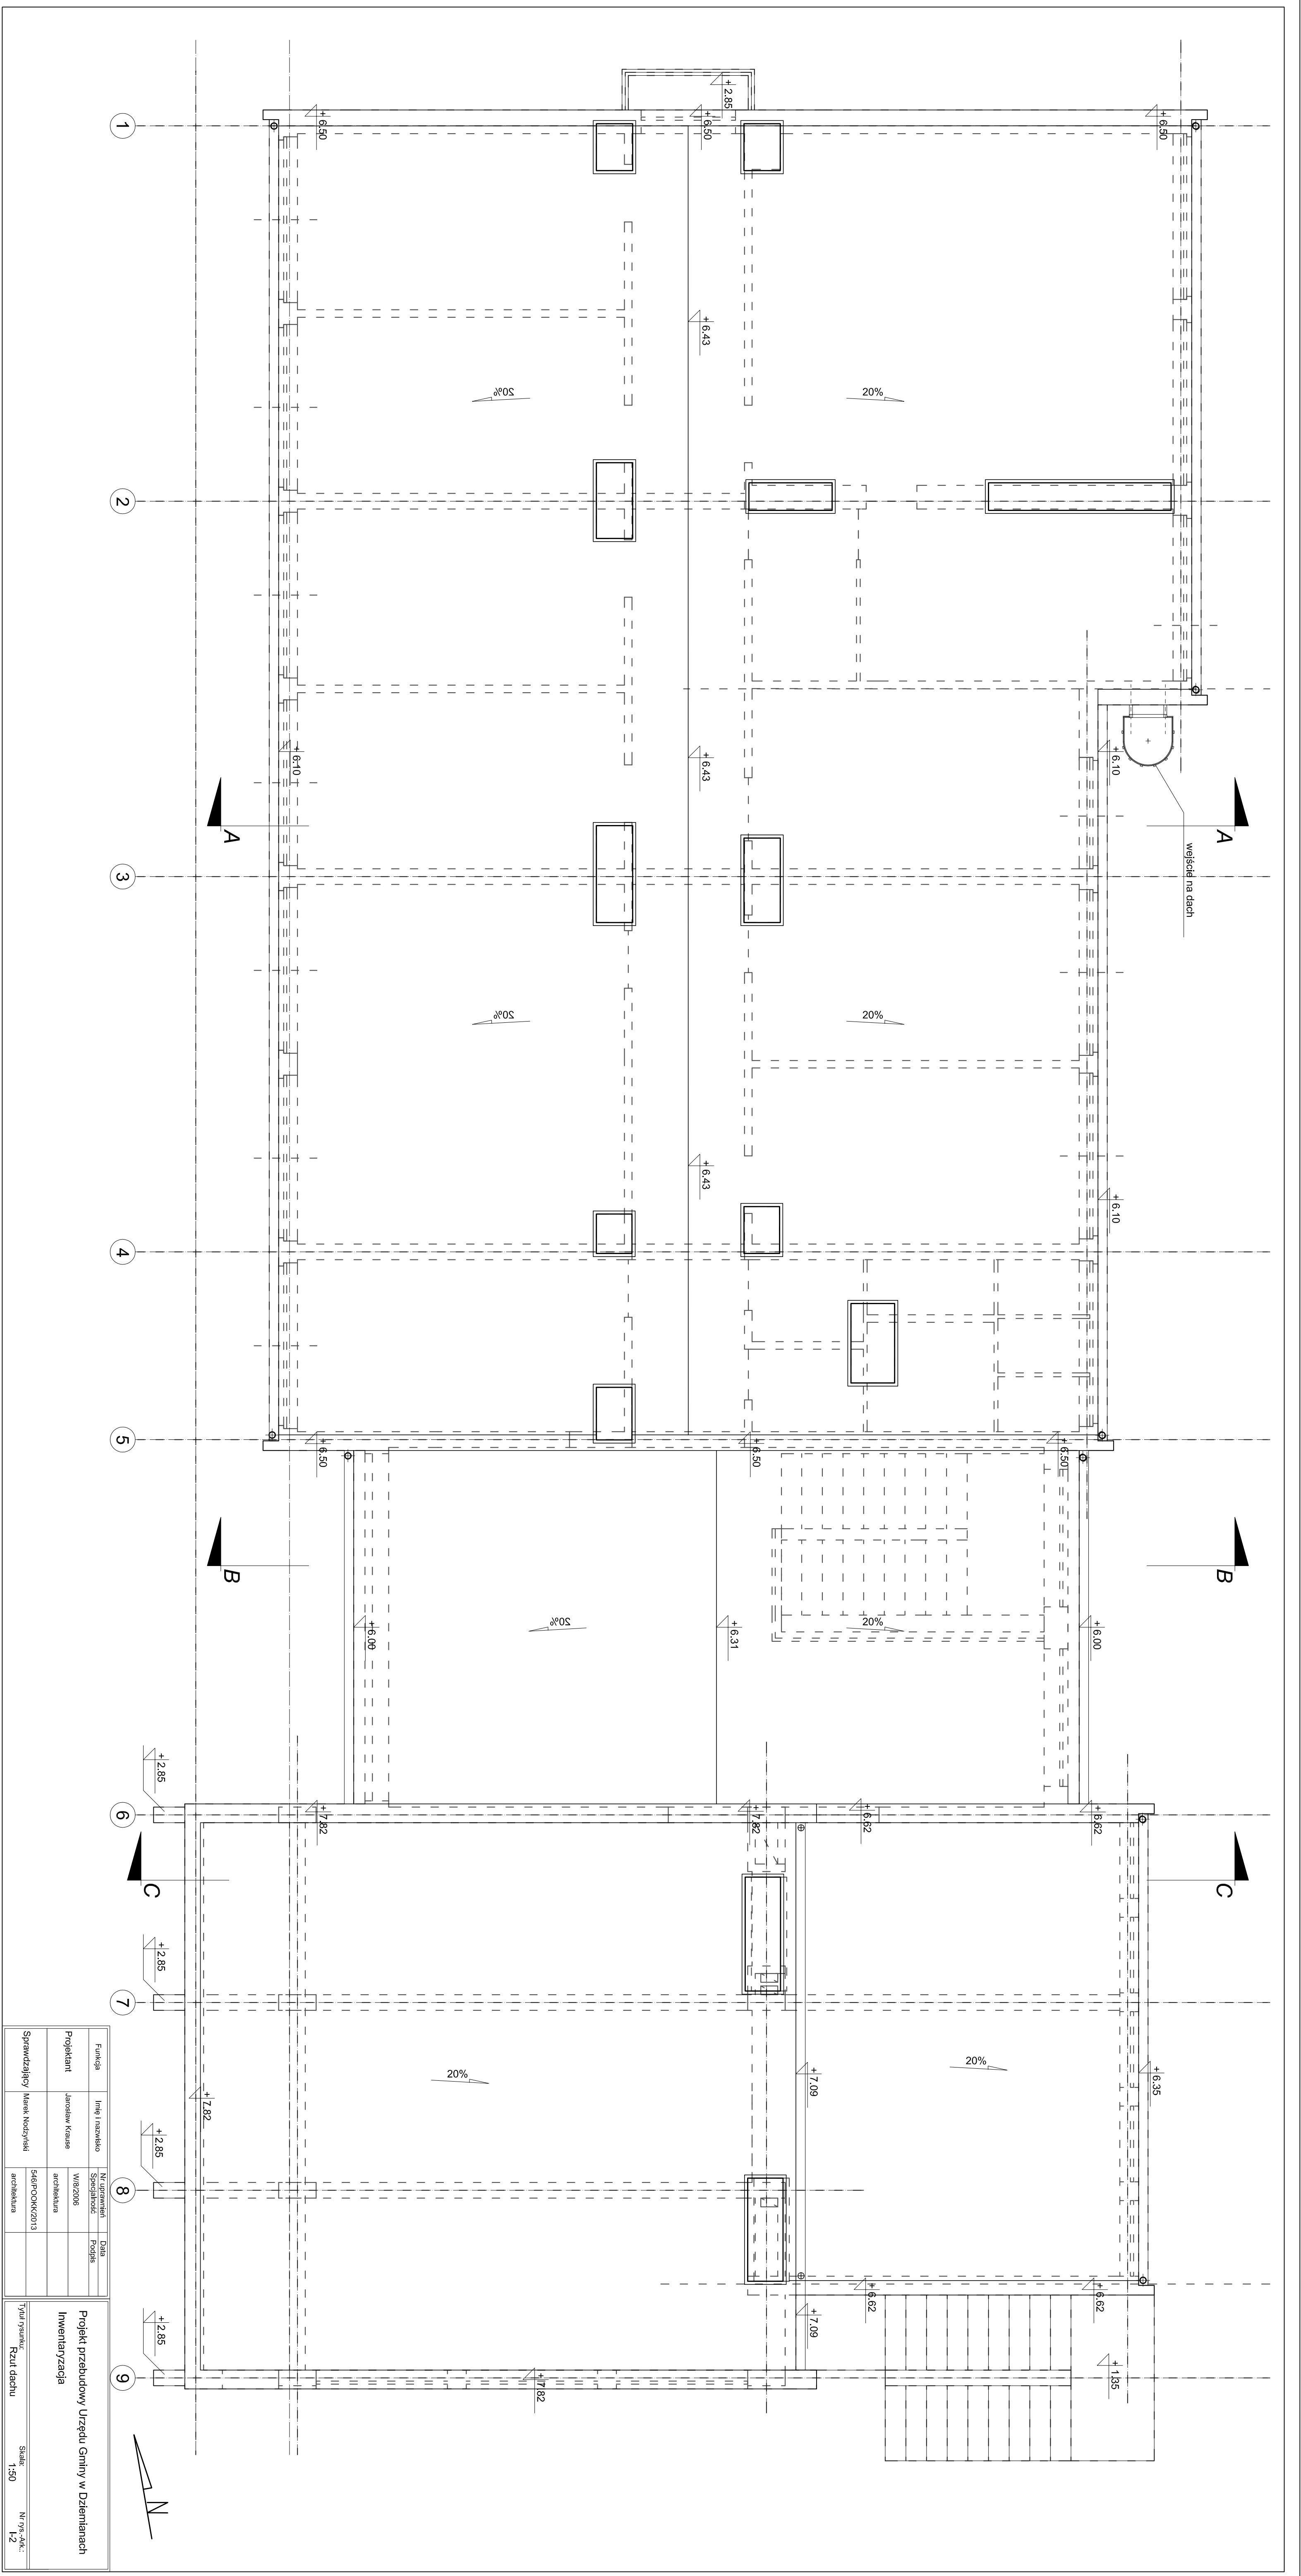 + 2.85
+ 6.50
+ 6.50
+ 6.50
1
+ 6.43
20%
20%
2
+ 6.10
+ 6.43
+ 6.10
A
A
wejście na dach
3
20%
20%
+ 6.43
+ 6.10
4
5
+ 6.50
+ 6.50
+ 6.50
B
B
20%
20%
+ 6.00
+ 6.31
+ 6.00
+ 2.85
6
+ 7.82
+ 7.82
+ 6.62
+ 6.62
C
C
+ 2.85
7
20%
20%
+ 7.82
+ 7.09
+ 6.35
+ 2.85
8
+ 6.62
+ 6.62
+ 7.09
+ 2.85
9
+ 7.82
+ 1.35
N
Funkcja
Imię i nazwisko
Nr uprawnień
Specjalność
Data
Podpis
Projektant
Jarosław Krause
W/8/2006
architektura
Sprawdzający
Marek Nodzyński
546/POOKK/2013
architektura
Projekt przebudowy Urzędu Gminy w Dziemianach
Inwentaryzacja
Tytuł rysunku:
Rzut dachu
Skala:
1:50
Nr rys.-Ark.:
I-2